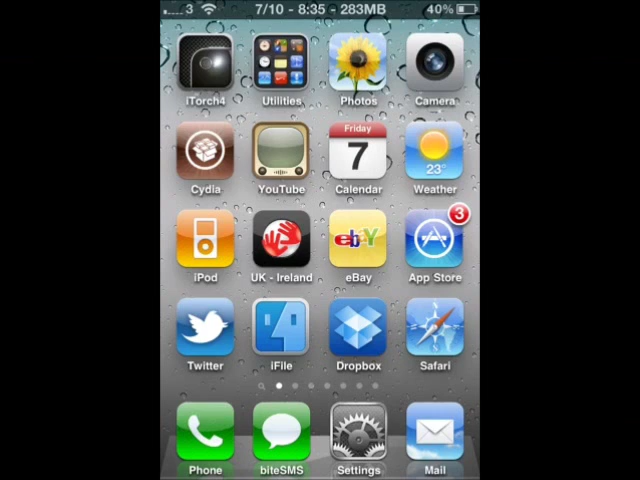 3 7/10 - 8:35 - 283MB 40%
iTorch4 Utilities Photos Camera
Friday
7
23°
Cydia YouTube Calendar Weather
ebY
3
iPod UK - Ireland eBay App Store
Twitter iFile Dropbox Safari
Phone biteSMS Settings Mail